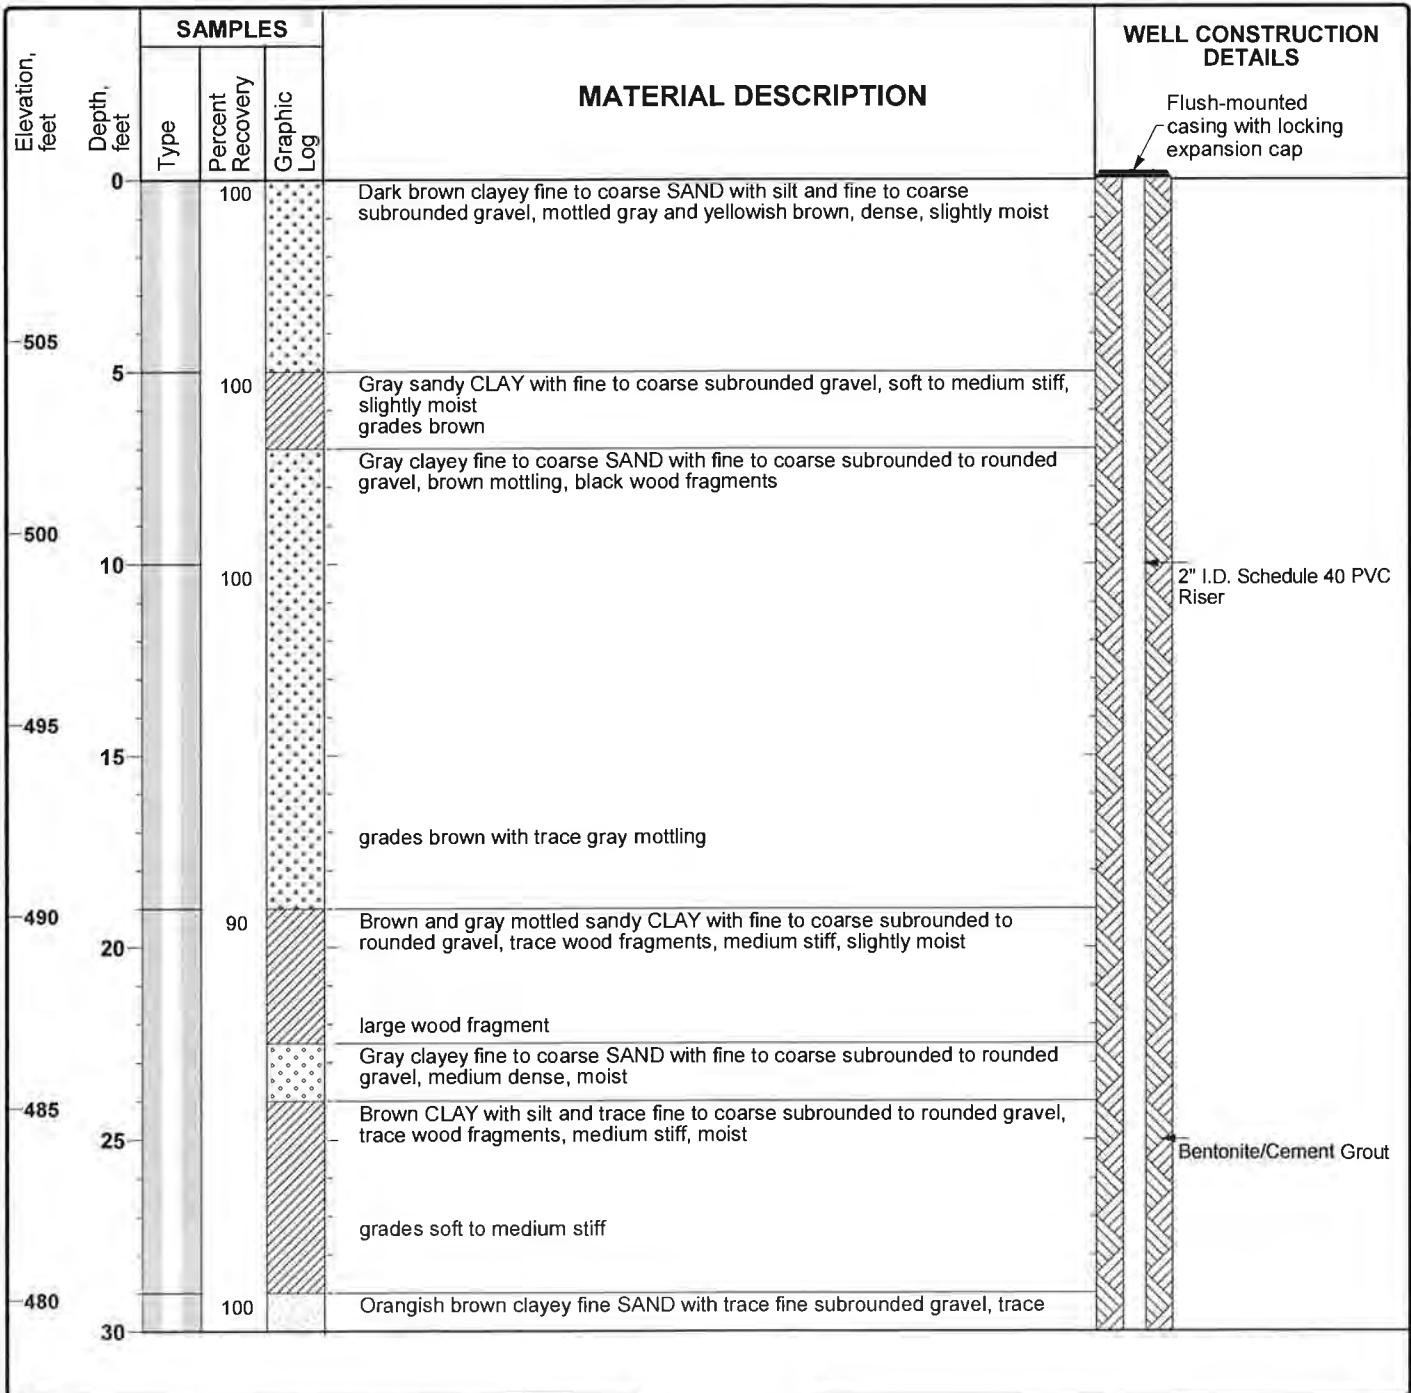 Elevation, feet
Depth, feet
SAMPLES
Type
Percent Recovery
Graphic Log
MATERIAL DESCRIPTION
WELL CONSTRUCTION
DETAILS
Flush-mounted
casing with locking
expansion cap
0
100
Dark brown clayey fine to coarse SAND with silt and fine to coarse
subrounded gravel, mottled gray and yellowish brown, dense, slightly moist
505
5
100
Gray sandy CLAY with fine to coarse subrounded gravel, soft to medium stiff,
slightly moist
grades brown
Gray clayey fine to coarse SAND with fine to coarse subrounded to rounded
gravel, brown mottling, black wood fragments
500
10
100
2" I.D. Schedule 40 PVC
Riser
495
15
grades brown with trace gray mottling
490
90
Brown and gray mottled sandy CLAY with fine to coarse subrounded to
rounded gravel, trace wood fragments, medium stiff, slightly moist
20
large wood fragment
Gray clayey fine to coarse SAND with fine to coarse subrounded to rounded
gravel, medium dense, moist
485
Brown CLAY with silt and trace fine to coarse subrounded to rounded gravel,
trace wood fragments, medium stiff, moist
25
Bentonite/Cement Grout
grades soft to medium stiff
480
100
Orangish brown clayey fine SAND with trace fine subrounded gravel, trace
30